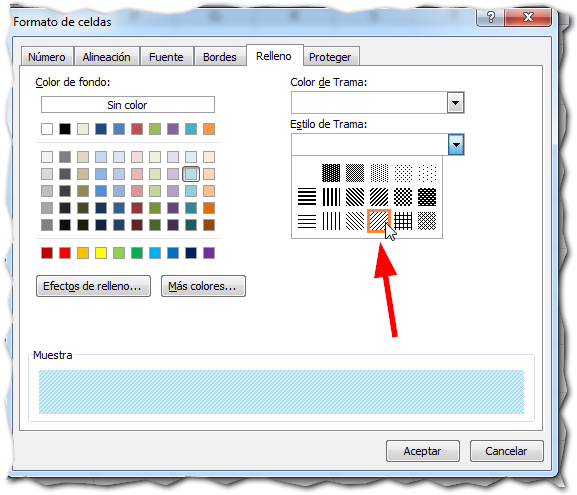 Formato de celdas
Número
Alineación
Fuente
Bordes
Relleno
Proteger
Color de fondo:
Sin color
Efectos de relleno...
Más colores...
Color de Trama:
Estilo de Trama:
Muestra
Aceptar
Cancelar